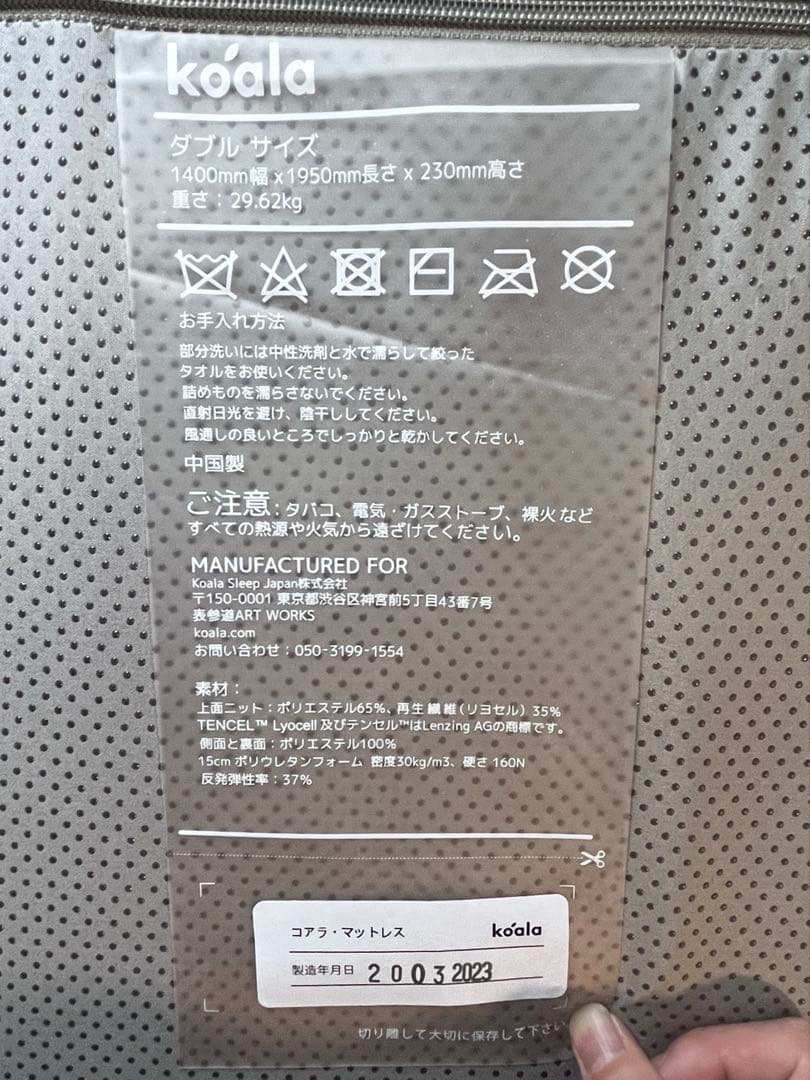 koala
ダブル サイズ
1400mm幅 x1950mm長さ x 230mm高さ
重さ：29.62kg
お手入れ方法
部分洗いには中性洗剤と水で濡らして絞った
タオルをお使いください。
詰めものを濡らさないでください。
直射日光を避け、陰干ししてください。
風通しの良いところでしっかりと乾かしてください。
中国製
ご注意：タバコ、電気・ガスストーブ、裸火など
すべての熱源や火気から遠ざけてください。
MANUFACTURED FOR
Koala Sleep Japan株式会社
〒150-0001 東京都渋谷区神宮前5丁目43番7号
表参道ART WORKS
koala.com
お問い合わせ：050-3199-1554
素材：
上面ニット：ポリエステル65%、再生繊維（リヨセル）35%
TENCEL™ Lyocell 及びテンセル™はLenzing AGの商標です。
側面と裏面：ポリエステル100%
15cm ポリウレタンフォーム 密度30kg/m3、硬さ 160N
反発弾性率：37%
コアラ・マットレス koala
製造年月日 2003 2023
切り離して大切に保存して下さい